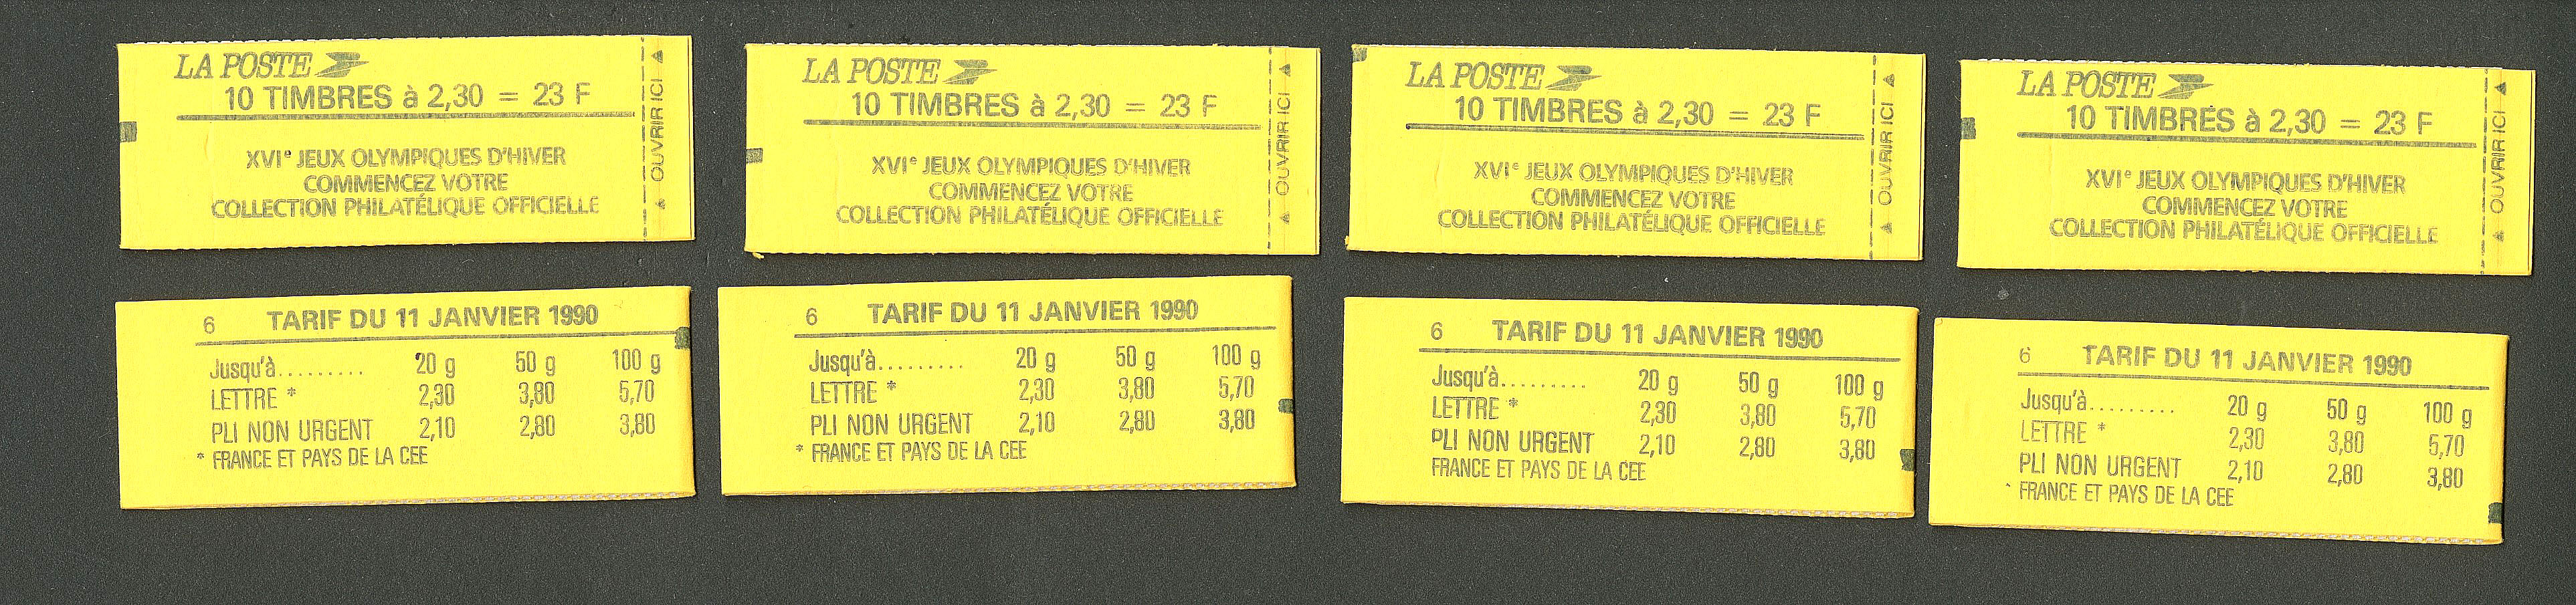 LA POSTE
10 TIMBRES à 2,30 = 23 F
XVIe JEUX OLYMPIQUES D'HIVER
COMMENCEZ VOTRE
COLLECTION PHILATÉLIQUE OFFICIELLE
OUVRIR ICI
LA POSTE
10 TIMBRES à 2,30 = 23 F
XVIe JEUX OLYMPIQUES D'HIVER
COMMENCEZ VOTRE
COLLECTION PHILATÉLIQUE OFFICIELLE
OUVRIR ICI
LA POSTE
10 TIMBRES à 2,30 = 23 F
XVIe JEUX OLYMPIQUES D'HIVER
COMMENCEZ VOTRE
COLLECTION PHILATÉLIQUE OFFICIELLE
OUVRIR ICI
LA POSTE
10 TIMBRES à 2,30 = 23 F
XVIe JEUX OLYMPIQUES D'HIVER
COMMENCEZ VOTRE
COLLECTION PHILATÉLIQUE OFFICIELLE
OUVRIR ICI
6 TARIF DU 11 JANVIER 1990
Jusqu'à......... 20 g 50 g 100 g
LETTRE * 2,30 3,80 5,70
PLI NON URGENT 2,10 2,80 3,80
* FRANCE ET PAYS DE LA CEE
6 TARIF DU 11 JANVIER 1990
Jusqu'à......... 20 g 50 g 100 g
LETTRE * 2,30 3,80 5,70
PLI NON URGENT 2,10 2,80 3,80
* FRANCE ET PAYS DE LA CEE
6 TARIF DU 11 JANVIER 1990
Jusqu'à......... 20 g 50 g 100 g
LETTRE * 2,30 3,80 5,70
PLI NON URGENT 2,10 2,80 3,80
FRANCE ET PAYS DE LA CEE
6 TARIF DU 11 JANVIER 1990
Jusqu'à......... 20 g 50 g 100 g
LETTRE * 2,30 3,80 5,70
PLI NON URGENT 2,10 2,80 3,80
FRANCE ET PAYS DE LA CEE